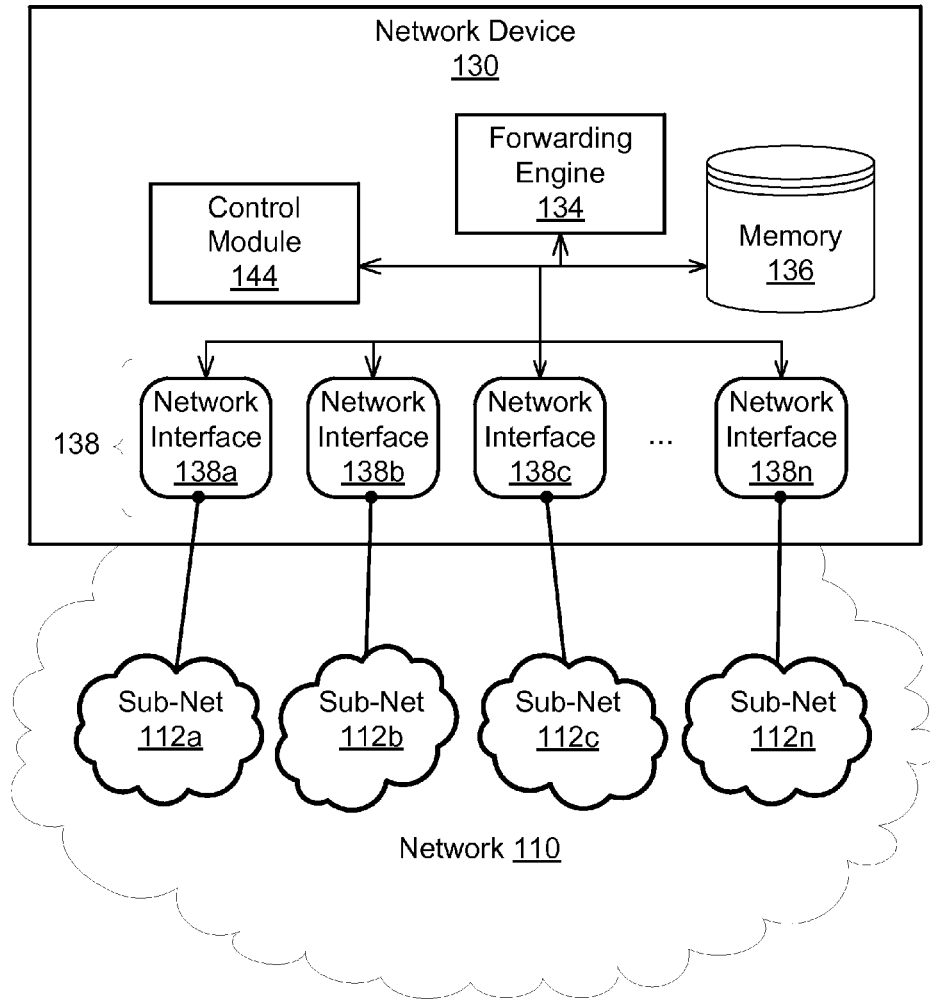 Network Device
130
Forwarding
Engine
134
Control
Module
144
Memory
136
138
Network
Interface
138a
Network
Interface
138b
Network
Interface
138c
...
Network
Interface
138n
Sub-Net
112a
Sub-Net
112b
Sub-Net
112c
Sub-Net
112n
Network 110